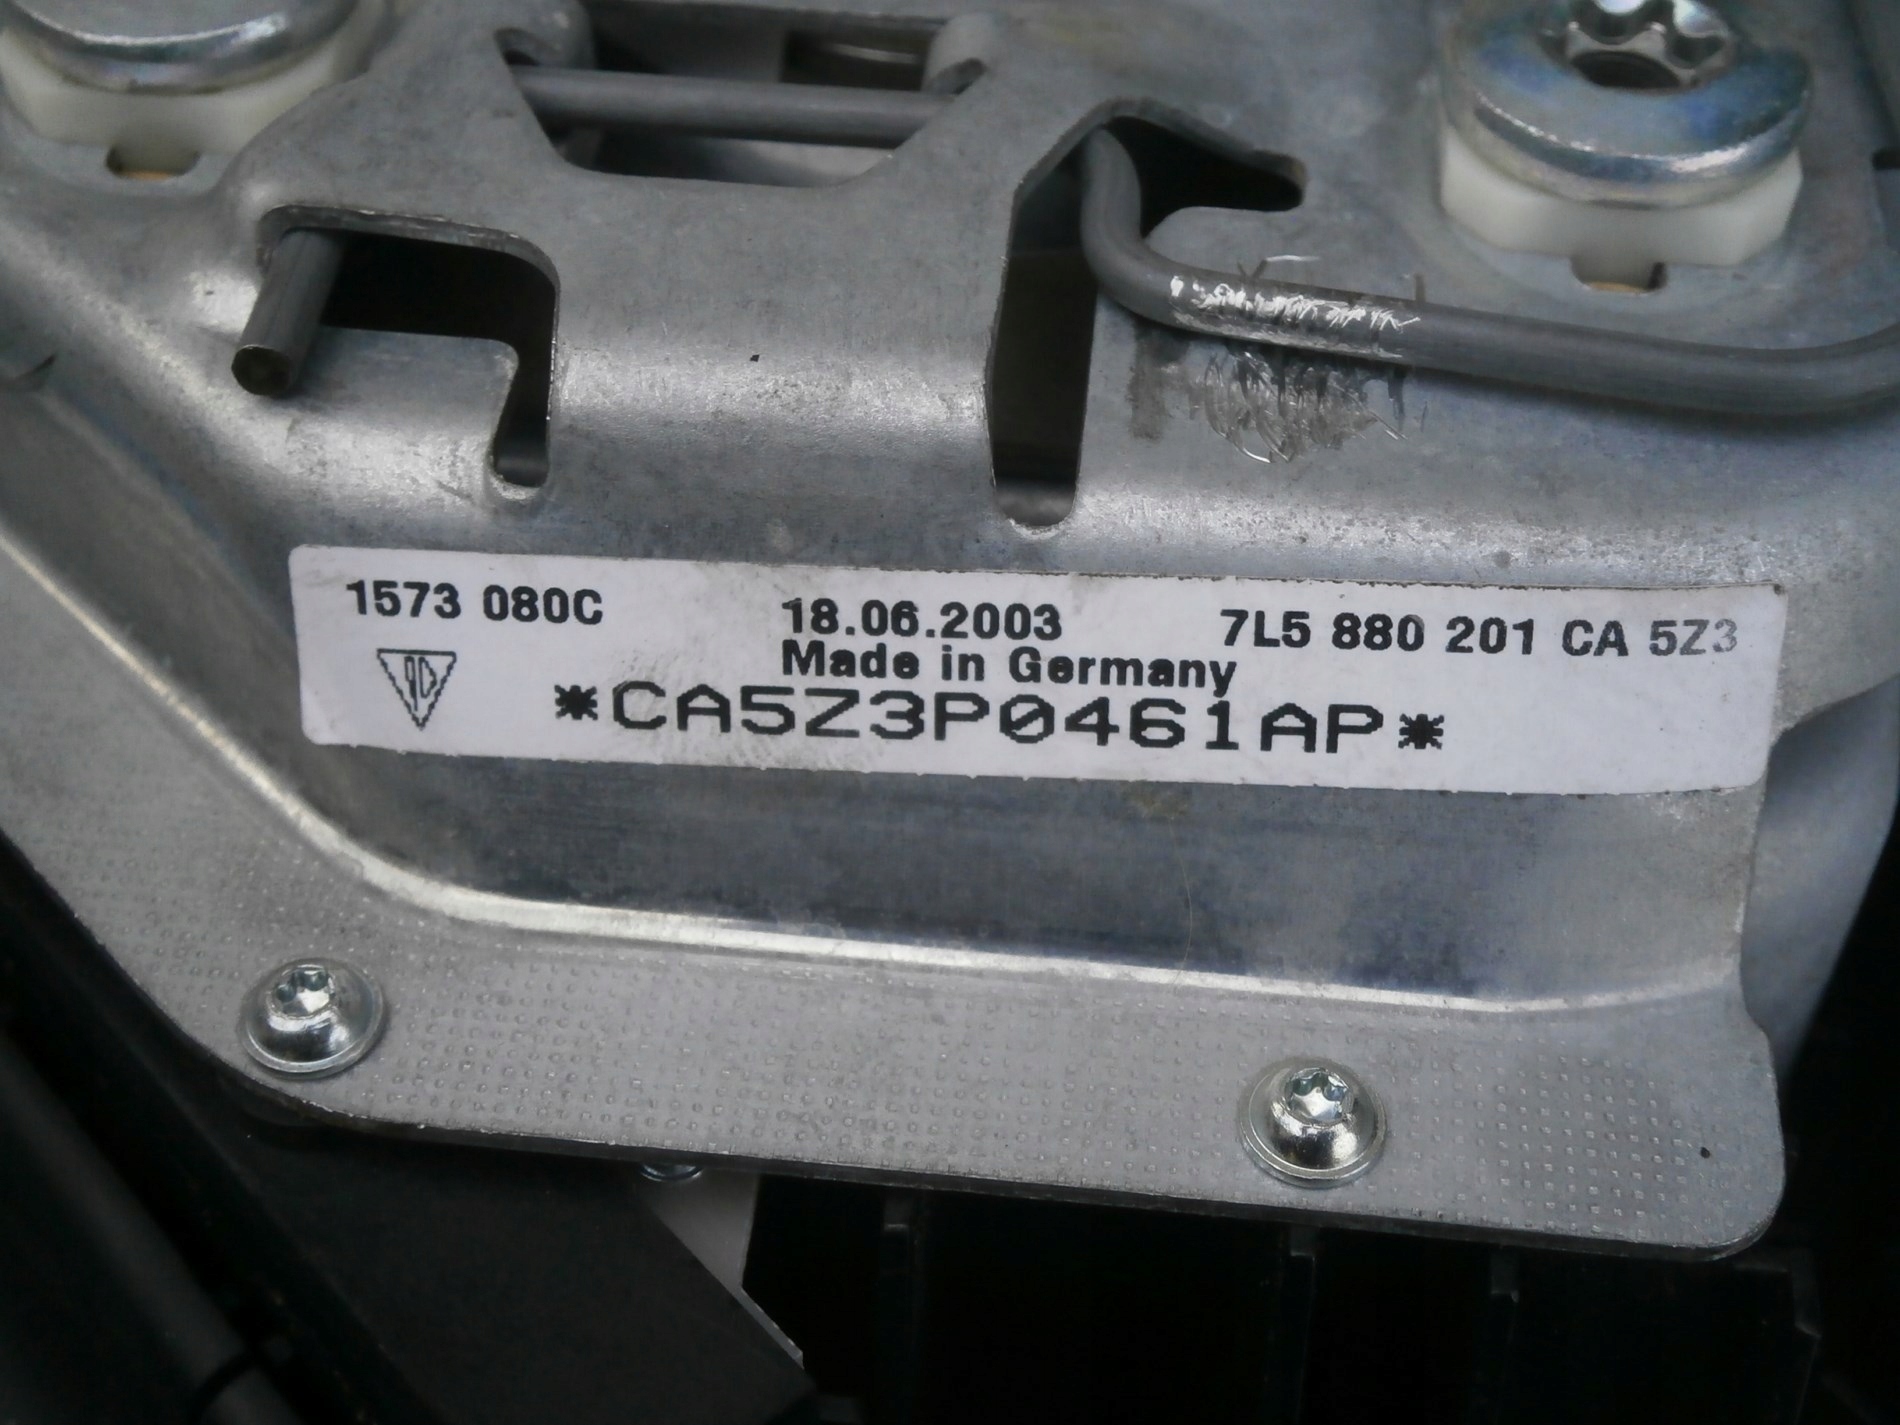 1573 080C 18.06.2003 7L5 880 201 CA 5Z3
Made in Germany
*CA5Z3P0461AP*